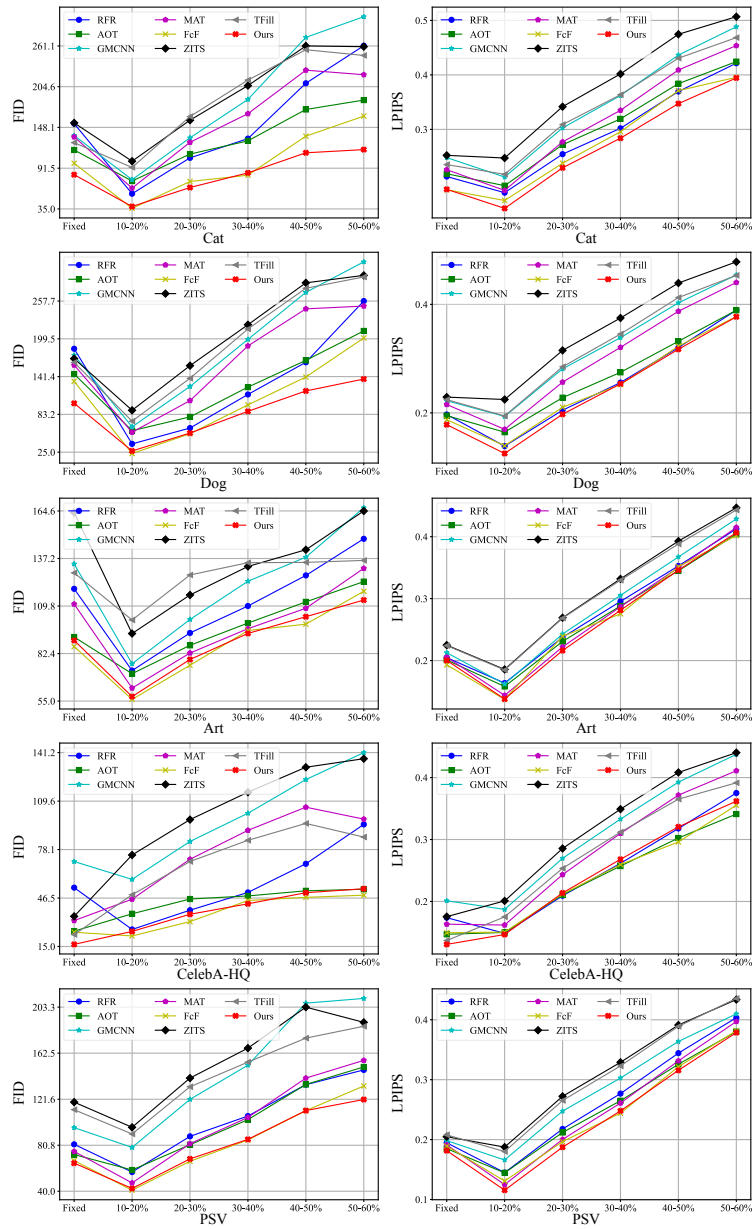 RFR MAT TFill
AOT FcF Ours
GMCNN ZITS
FID
261.1
204.6
148.1
91.5
35.0
Fixed 10-20% 20-30% 30-40% 40-50% 50-60%
Cat
RFR MAT TFill
AOT FcF Ours
GMCNN ZITS
LPIPS
0.5
0.4
0.3
Fixed 10-20% 20-30% 30-40% 40-50% 50-60%
Cat
RFR MAT TFill
AOT FcF Ours
GMCNN ZITS
FID
257.7
199.5
141.4
83.2
25.0
Fixed 10-20% 20-30% 30-40% 40-50% 50-60%
Dog
RFR MAT TFill
AOT FcF Ours
GMCNN ZITS
LPIPS
0.4
0.2
Fixed 10-20% 20-30% 30-40% 40-50% 50-60%
Dog
RFR MAT TFill
AOT FcF Ours
GMCNN ZITS
FID
164.6
137.2
109.8
82.4
55.0
Fixed 10-20% 20-30% 30-40% 40-50% 50-60%
Art
RFR MAT TFill
AOT FcF Ours
GMCNN ZITS
LPIPS
0.4
0.3
0.2
Fixed 10-20% 20-30% 30-40% 40-50% 50-60%
Art
RFR MAT TFill
AOT FcF Ours
GMCNN ZITS
FID
141.2
109.6
78.1
46.5
15.0
Fixed 10-20% 20-30% 30-40% 40-50% 50-60%
CelebA-HQ
RFR MAT TFill
AOT FcF Ours
GMCNN ZITS
LPIPS
0.4
0.3
0.2
Fixed 10-20% 20-30% 30-40% 40-50% 50-60%
CelebA-HQ
RFR MAT TFill
AOT FcF Ours
GMCNN ZITS
FID
203.3
162.5
121.6
80.8
40.0
Fixed 10-20% 20-30% 30-40% 40-50% 50-60%
PSV
RFR MAT TFill
AOT FcF Ours
GMCNN ZITS
LPIPS
0.4
0.3
0.2
0.1
Fixed 10-20% 20-30% 30-40% 40-50% 50-60%
PSV